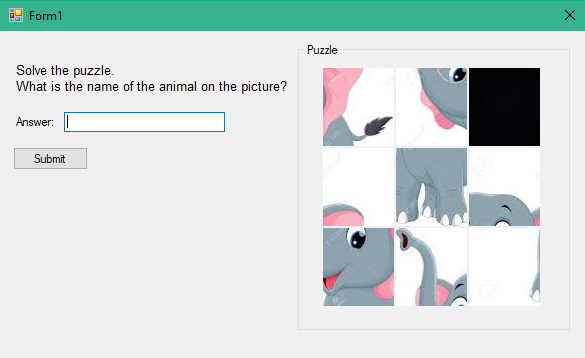 Form1
Puzzle
Solve the puzzle.
What is the name of the animal on the picture?
Answer:
Submit